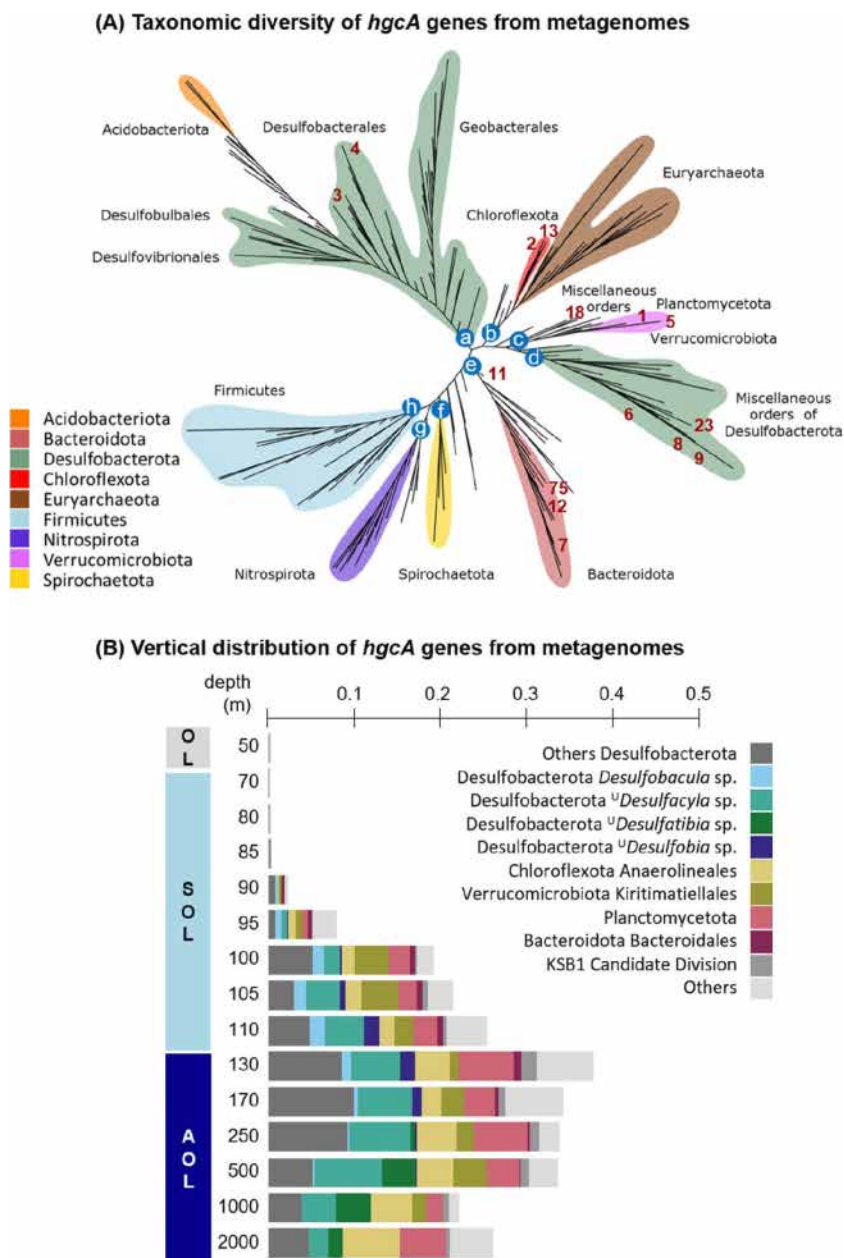 (A) Taxonomic diversity of hgcA genes from metagenomes
Acidobacteriota
Desulfobacterales
Geobacterales
4
3
Euryarchaeota
Desulfobulbales
Desulfovibrionales
Chloroflexota
13
2
Miscellaneous
orders
Planctomycetota
18
1
5
Verrucomicrobiota
a
b
c
d
e
11
Firmicutes
h
f
g
6
23
8
9
Miscellaneous
orders of
Desulfobacterota
75
12
7
Nitrospirota
Spirochaetota
Bacteroidota
Acidobacteriota
Bacteroidota
Desulfobacterota
Chloroflexota
Euryarchaeota
Firmicutes
Nitrospirota
Verrucomicrobiota
Spirochaetota
(B) Vertical distribution of hgcA genes from metagenomes
depth
(m)
0.1 0.2 0.3 0.4 0.5
O
L
S
O
L
A
O
L
50
70
80
85
90
95
100
105
110
130
170
250
500
1000
2000
Others Desulfobacterota
Desulfobacterota Desulfobacula sp.
Desulfobacterota ᵁDesulfacyla sp.
Desulfobacterota ᵁDesulfatibia sp.
Desulfobacterota ᵁDesulfobia sp.
Chloroflexota Anaerolineales
Verrucomicrobiota Kiritimatiellales
Planctomycetota
Bacteroidota Bacteroidales
KSB1 Candidate Division
Others